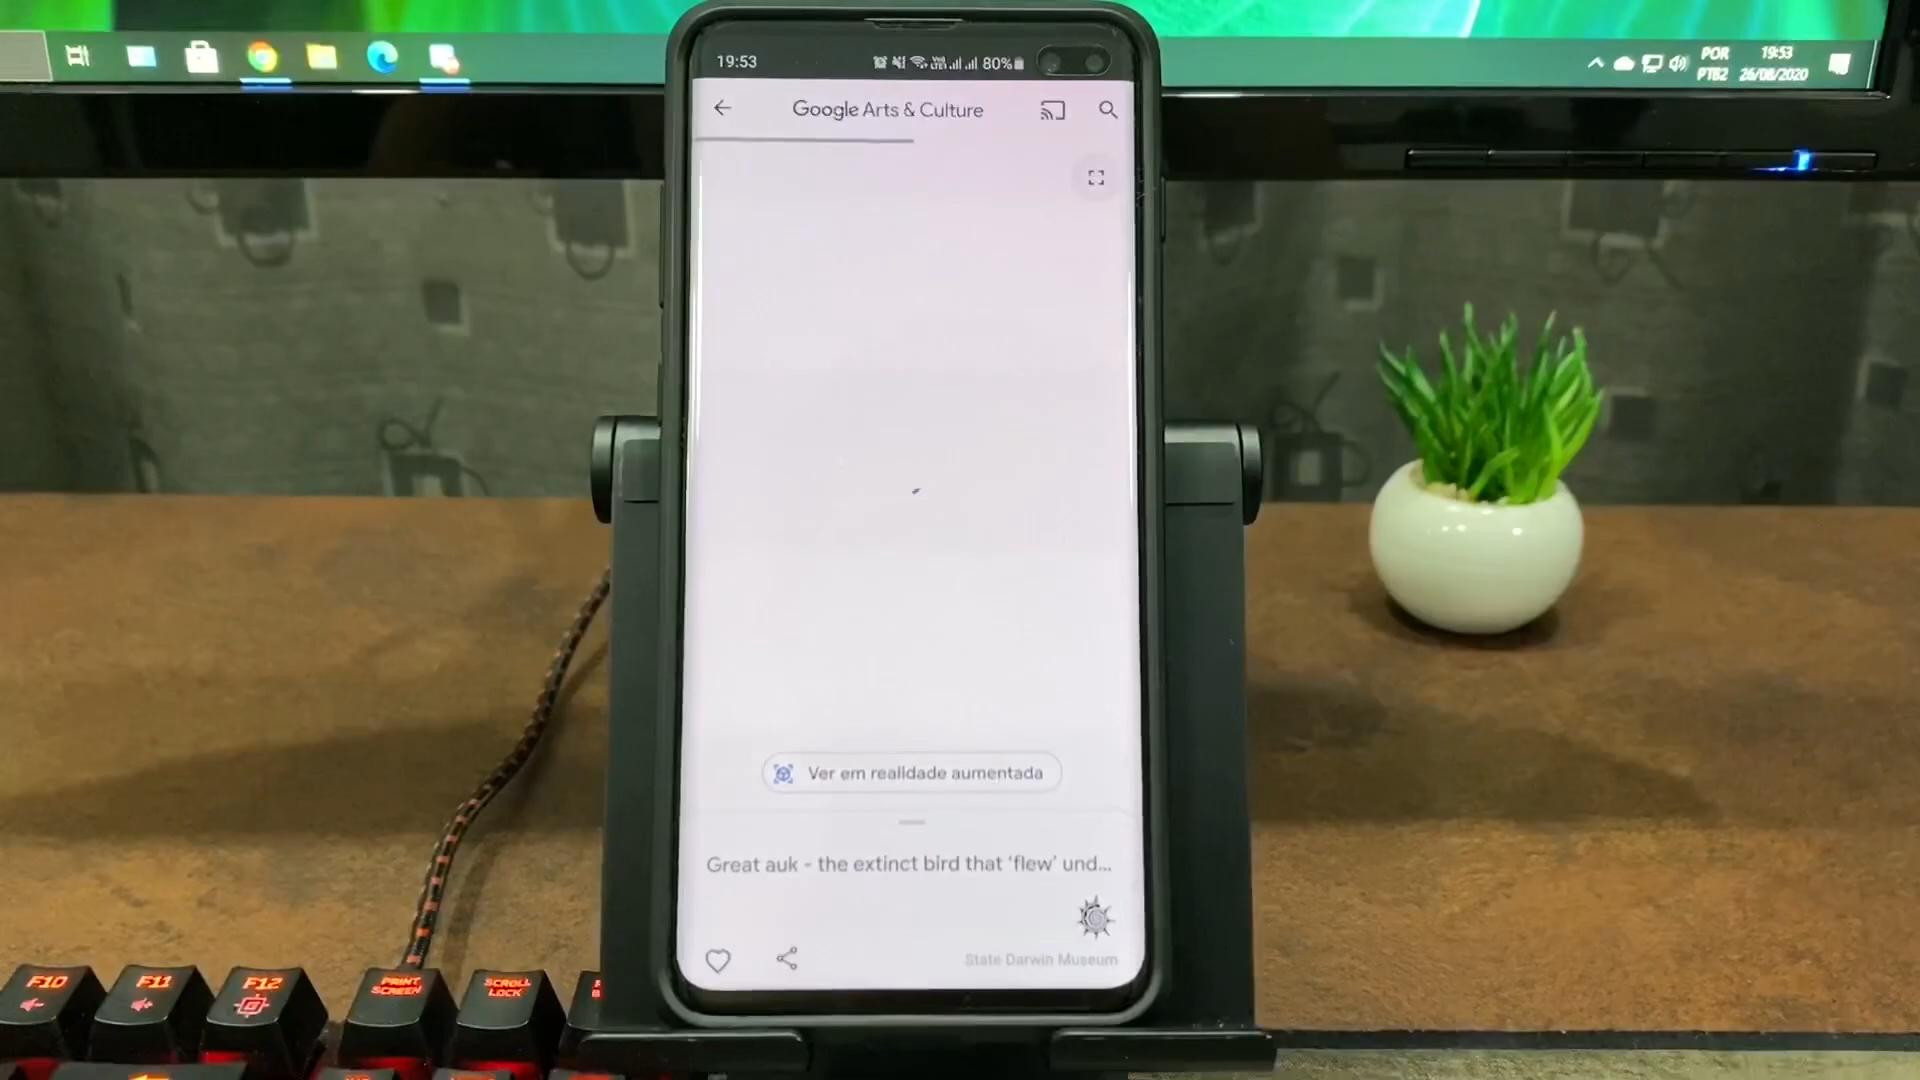 POR
PTB2
19:53
26/08/2020
19:53
80%
Google Arts & Culture
Ver em realidade aumentada
Great auk - the extinct bird that ‘flew’ und...
State Darwin Museum
F10
F11
F12
PRINT
SCREEN
SCROLL
LOCK